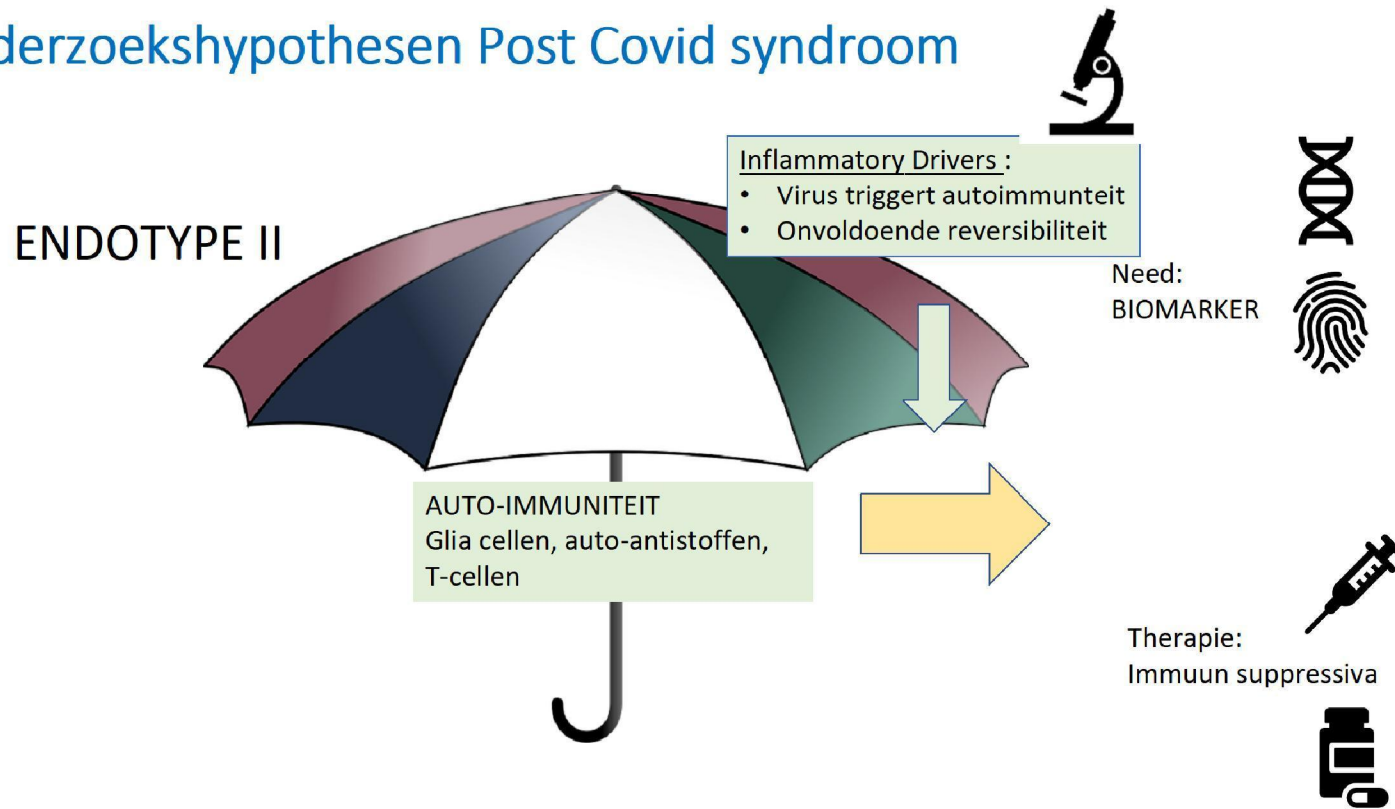 derzoekshypothesen Post Covid syndroom
ENDOTYPE II
Inflammatory Drivers :
• Virus triggert autoimmunteit
• Onvoldoende reversibiliteit
Need:
BIOMARKER
AUTO-IMMUNITEIT
Glia cellen, auto-antistoffen,
T-cellen
Therapie:
Immuun suppressiva